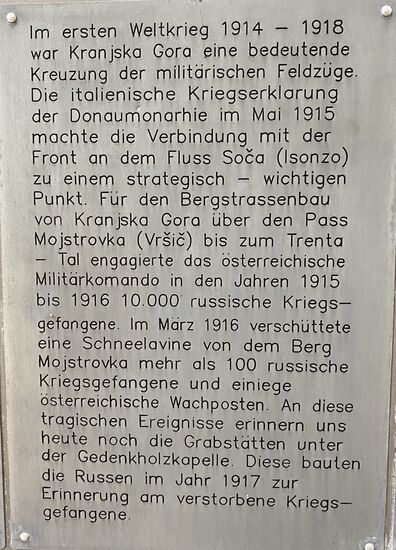 Im ersten Weltkrieg 1914 – 1918
war Kranjska Gora eine bedeutende
Kreuzung der militärischen Feldzüge.
Die italienische Kriegserklarung
der Donaumonarhie im Mai 1915
machte die Verbindung mit der
Front an dem Fluss Soča (Isonzo)
zu einem strategisch – wichtigen
Punkt. Für den Bergstrassenbau
von Kranjska Gora über den Pass
Mojstrovka (Vršič) bis zum Trenta
– Tal engagierte das österreichische
Militärkomando in den Jahren 1915
bis 1916 10.000 russische Kriegs–
gefangene. Im März 1916 verschüttete
eine Schneelavine von dem Berg
Mojstrovka mehr als 100 russische
Kriegsgefangene und einiege
österreichische Wachposten. An diese
tragischen Ereignisse erinnern uns
heute noch die Grabstätten unter
der Gedenkholzkapelle. Diese bauten
die Russen im Jahr 1917 zur
Erinnerung am verstorbene Kriegs–
gefangene.